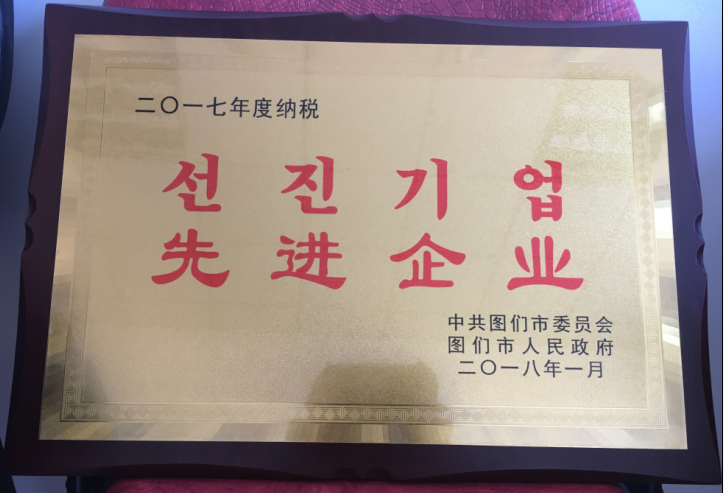 二〇一七年度纳税
선진기업
先进企业
中共图们市委员会
图们市人民政府
二〇一八年一月